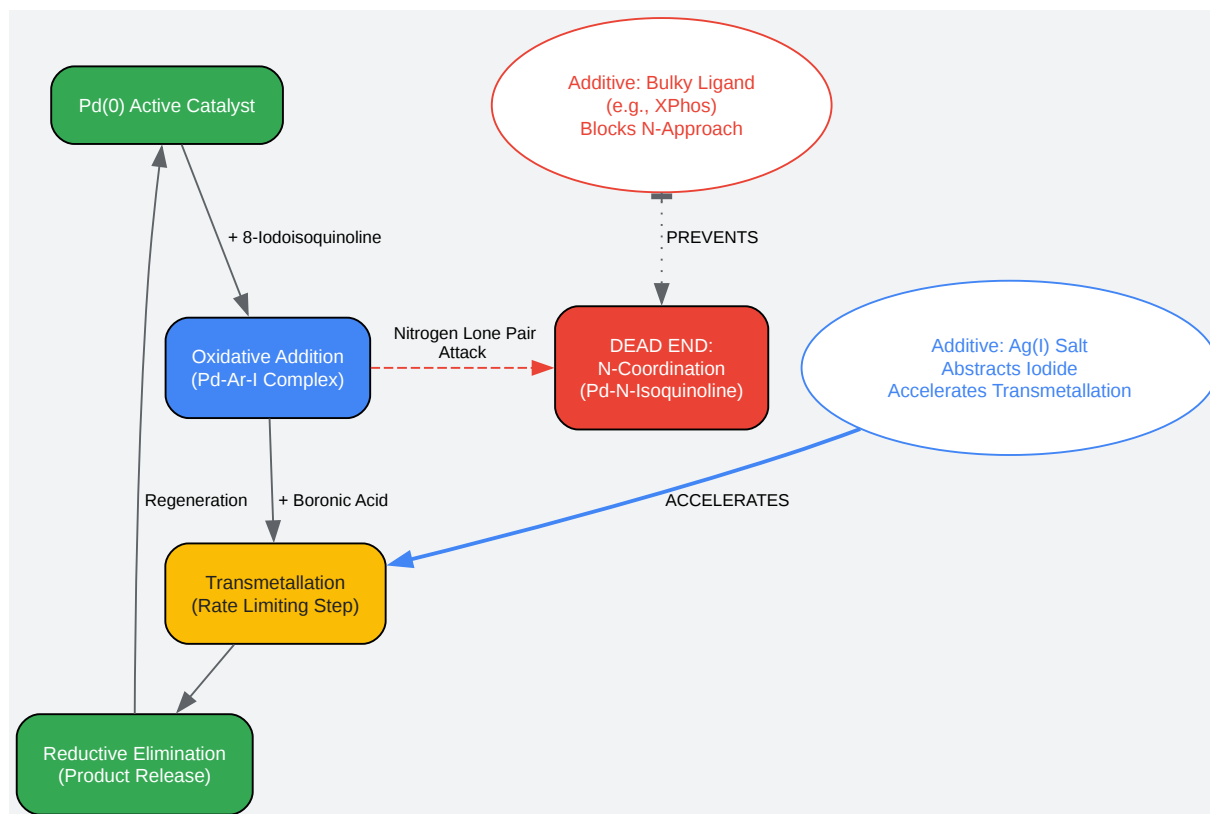 Pd(0) Active Catalyst
Additive: Bulky Ligand
(e.g., XPhos)
Blocks N-Approach
+ 8-Iodoisoquinoline
PREVENTS
Oxidative Addition
(Pd-Ar-I Complex)
Nitrogen Lone Pair
Attack
DEAD END:
N-Coordination
(Pd-N-Isoquinoline)
Additive: Ag(I) Salt
Abstracts Iodide
Accelerates Transmetallation
Regeneration
+ Boronic Acid
ACCELERATES
Transmetallation
(Rate Limiting Step)
Reductive Elimination
(Product Release)